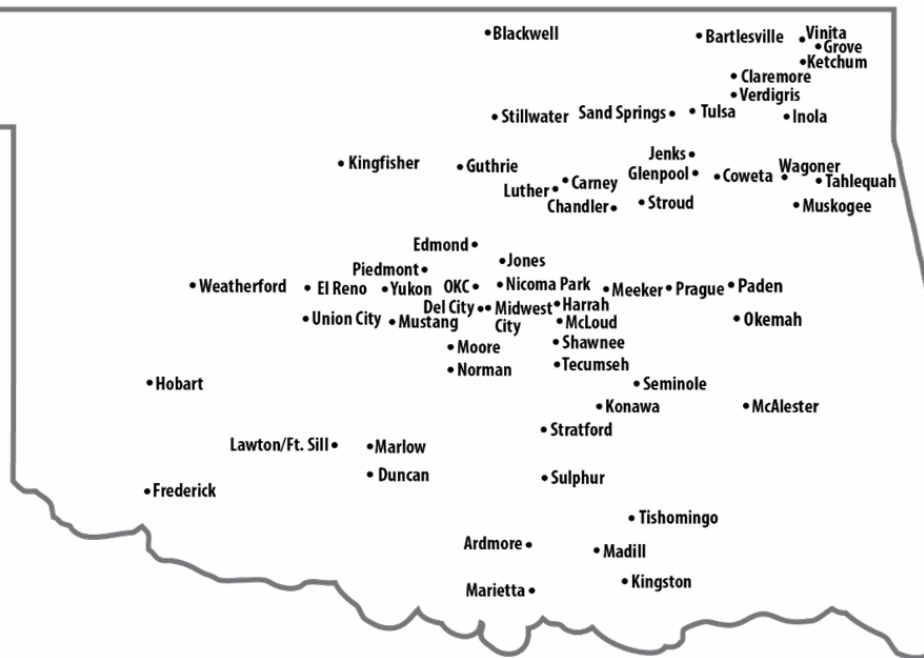 Blackwell
Bartlesville
Vinita
Grove
Ketchum
Claremore
Verdigris
Stillwater
Sand Springs
Tulsa
Inola
Kingfisher
Guthrie
Jenks
Glenpool
Coweta
Wagoner
Tahlequah
Luther
Carney
Chandler
Stroud
Muskogee
Edmond
Jones
Piedmont
Weatherford
El Reno
Yukon
OKC
Nicoma Park
Meeker
Prague
Paden
Del City
Midwest
City
Harrah
Union City
Mustang
McLoud
Okemah
Moore
Shawnee
Norman
Tecumseh
Hobart
Seminole
Konawa
McAlester
Stratford
Lawton/Ft. Sill
Marlow
Duncan
Sulphur
Frederick
Tishomingo
Ardmore
Madill
Kingston
Marietta